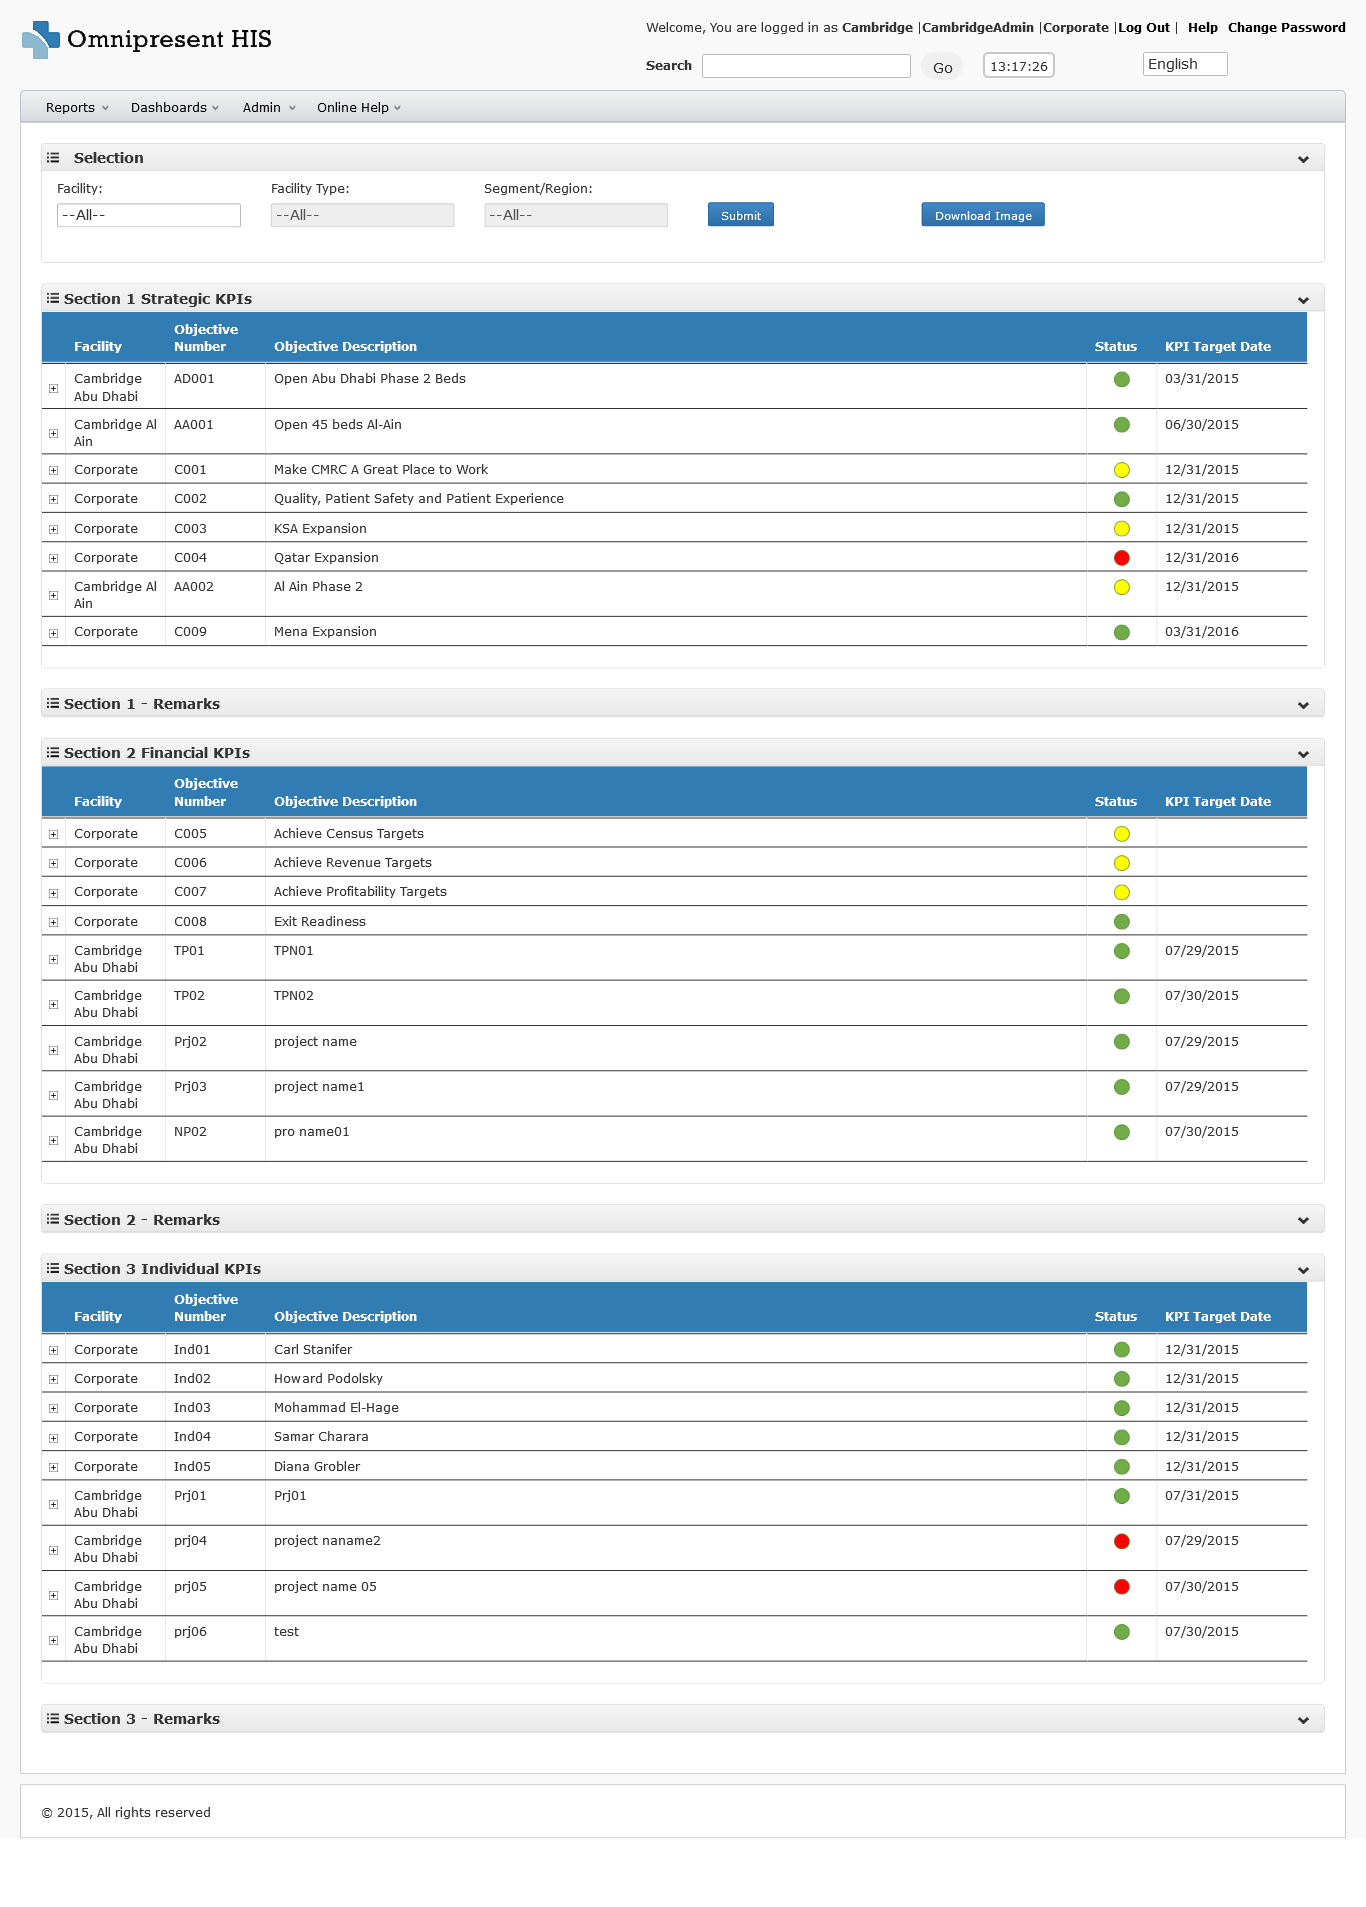 Omnipresent HIS
Welcome, You are logged in as Cambridge |CambridgeAdmin |Corporate |Log Out | Help Change Password
Search Go 13:17:26 English
Reports Dashboards Admin Online Help
Selection
Facility: Facility Type: Segment/Region:
--All-- --All-- --All-- Submit Download Image
Section 1 Strategic KPIs
Facility Objective Number Objective Description Status KPI Target Date
Cambridge Abu Dhabi AD001 Open Abu Dhabi Phase 2 Beds 03/31/2015
Cambridge Al Ain AA001 Open 45 beds Al-Ain 06/30/2015
Corporate C001 Make CMRC A Great Place to Work 12/31/2015
Corporate C002 Quality, Patient Safety and Patient Experience 12/31/2015
Corporate C003 KSA Expansion 12/31/2015
Corporate C004 Qatar Expansion 12/31/2016
Cambridge Al Ain AA002 Al Ain Phase 2 12/31/2015
Corporate C009 Mena Expansion 03/31/2016
Section 1 - Remarks
Section 2 Financial KPIs
Facility Objective Number Objective Description Status KPI Target Date
Corporate C005 Achieve Census Targets
Corporate C006 Achieve Revenue Targets
Corporate C007 Achieve Profitability Targets
Corporate C008 Exit Readiness
Cambridge Abu Dhabi TP01 TPN01 07/29/2015
Cambridge Abu Dhabi TP02 TPN02 07/30/2015
Cambridge Abu Dhabi Prj02 project name 07/29/2015
Cambridge Abu Dhabi Prj03 project name1 07/29/2015
Cambridge Abu Dhabi NP02 pro name01 07/30/2015
Section 2 - Remarks
Section 3 Individual KPIs
Facility Objective Number Objective Description Status KPI Target Date
Corporate Ind01 Carl Stanifer 12/31/2015
Corporate Ind02 Howard Podolsky 12/31/2015
Corporate Ind03 Mohammad El-Hage 12/31/2015
Corporate Ind04 Samar Charara 12/31/2015
Corporate Ind05 Diana Grobler 12/31/2015
Cambridge Abu Dhabi Prj01 Prj01 07/31/2015
Cambridge Abu Dhabi prj04 project naname2 07/29/2015
Cambridge Abu Dhabi prj05 project name 05 07/30/2015
Cambridge Abu Dhabi prj06 test 07/30/2015
Section 3 - Remarks
© 2015, All rights reserved